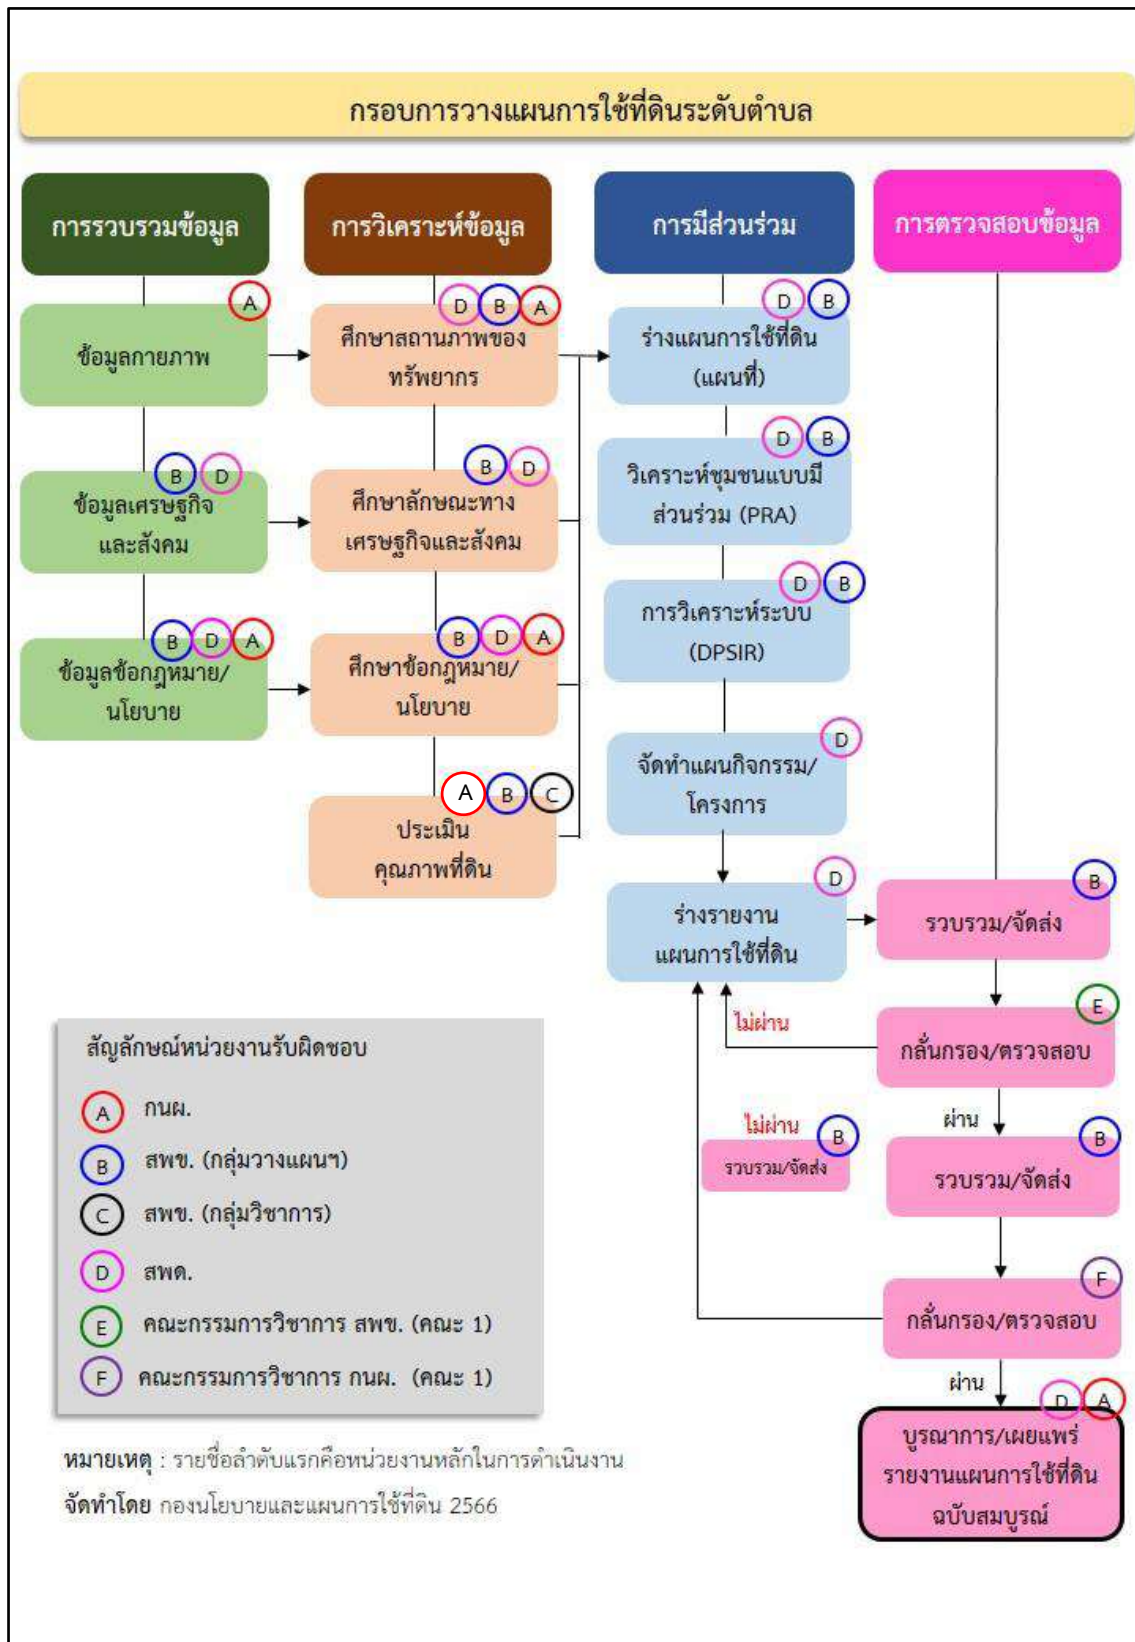 กรอบการวางแผนการใช้ที่ดินระดับตำบล
การรวบรวมข้อมูล
A
ข้อมูลกายภาพ
B D
ข้อมูลเศรษฐกิจ
และสังคม
B D A
ข้อมูลข้อกฎหมาย/
นโยบาย
การวิเคราะห์ข้อมูล
D B A
ศึกษาสถานภาพของ
ทรัพยากร
B D
ศึกษาลักษณะทาง
เศรษฐกิจและสังคม
B D A
ศึกษาข้อกฎหมาย/
นโยบาย
A B C
ประเมิน
คุณภาพที่ดิน
การมีส่วนร่วม
D B
ร่างแผนการใช้ที่ดิน
(แผนที่)
D B
วิเคราะห์ชุมชนแบบมี
ส่วนร่วม (PRA)
D B
การวิเคราะห์ระบบ
(DPSIR)
D
จัดทำแผนกิจกรรม/
โครงการ
D
ร่างรายงาน
แผนการใช้ที่ดิน
การตรวจสอบข้อมูล
B
รวบรวม/จัดส่ง
E
กลั่นกรอง/ตรวจสอบ
ไม่ผ่าน
ผ่าน
B
รวบรวม/จัดส่ง
ไม่ผ่าน
B
รวบรวม/จัดส่ง
F
กลั่นกรอง/ตรวจสอบ
ผ่าน
D A
บูรณาการ/เผยแพร่
รายงานแผนการใช้ที่ดิน
ฉบับสมบูรณ์
สัญลักษณ์หน่วยงานรับผิดชอบ
A กนผ.
B สพข. (กลุ่มวางแผนฯ)
C สพข. (กลุ่มวิชาการ)
D สพด.
E คณะกรรมการวิชาการ สพข. (คณะ 1)
F คณะกรรมการวิชาการ กนผ. (คณะ 1)
หมายเหตุ : รายชื่อลำดับแรกคือหน่วยงานหลักในการดำเนินงาน
จัดทำโดย กองนโยบายและแผนการใช้ที่ดิน 2566